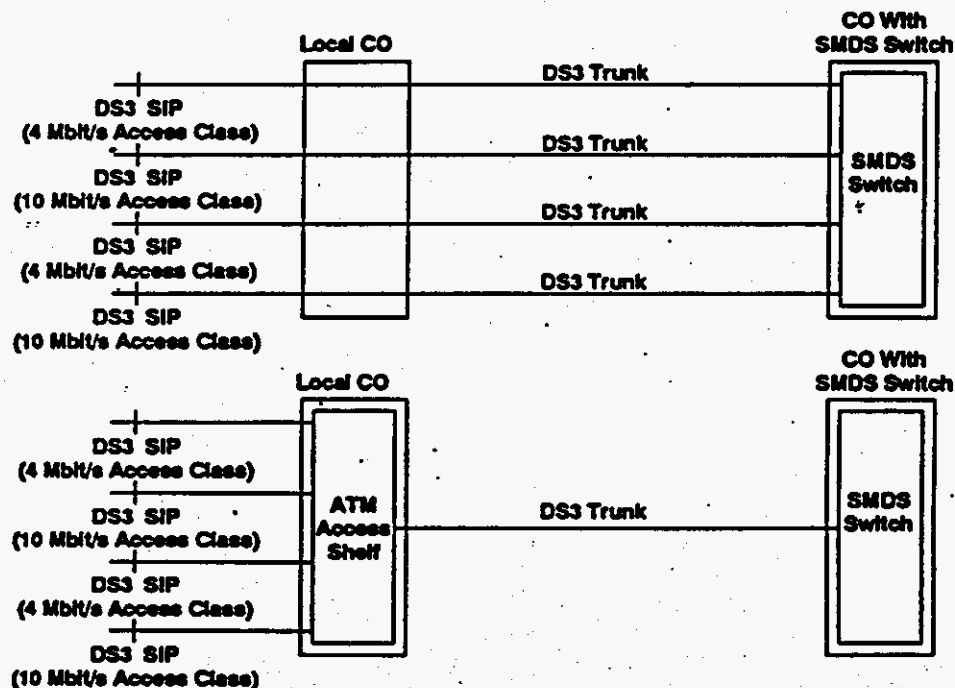 Local CO
CO With
SMDS Switch
DS3 Trunk
DS3 SIP
(4 Mbit/s Access Class)
DS3 Trunk
DS3 SIP
(10 Mbit/s Access Class)
SMDS
Switch
DS3 Trunk
DS3 SIP
(4 Mbit/s Access Class)
DS3 Trunk
DS3 SIP
(10 Mbit/s Access Class)
Local CO
CO With
SMDS Switch
DS3 SIP
(4 Mbit/s Access Class)
DS3 SIP
(10 Mbit/s Access Class)
ATM
Access
Shelf
DS3 Trunk
SMDS
Switch
DS3 SIP
(4 Mbit/s Access Class)
DS3 SIP
(10 Mbit/s Access Class)